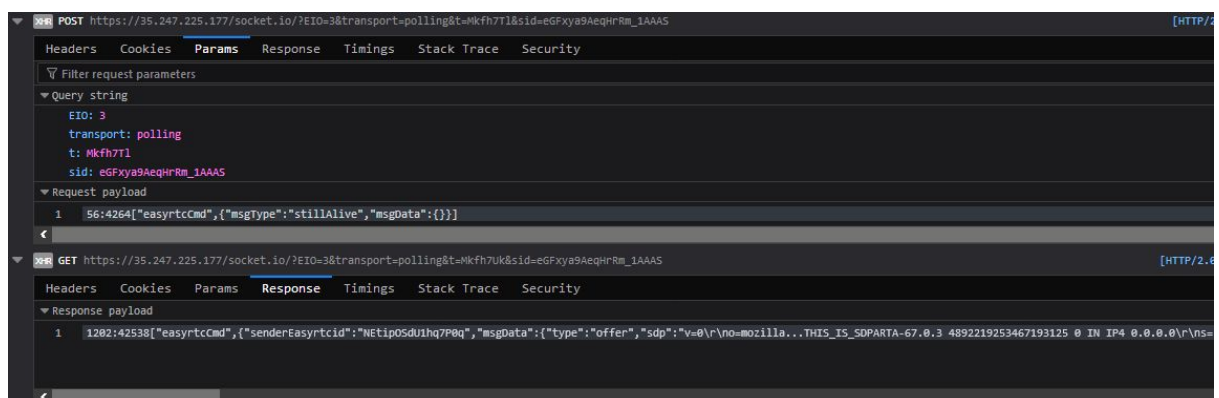 XHR POST https://35.247.225.177/socket.io/?EIO=3&transport=polling&t=Mkfh7Tl&sid=eGFxya9AeqHrRm_1AAAS [HTTP/2
Headers Cookies Params Response Timings Stack Trace Security
Filter request parameters
Query string
EIO: 3
transport: polling
t: Mkfh7Tl
sid: eGFxya9AeqHrRm_1AAAS
Request payload
1 56:4264["easyrtcCmd",{"msgType":"stillAlive","msgData":{}}]
XHR GET https://35.247.225.177/socket.io/?EIO=3&transport=polling&t=Mkfh7Uk&sid=eGFxya9AeqHrRm_1AAAS [HTTP/2.0
Headers Cookies Params Response Timings Stack Trace Security
Response payload
1 1202:42538["easyrtcCmd",{"senderEasyrtcid":"NEtipOSdU1hq7P0q","msgData":{"type":"offer","sdp":"v=0\r\no=mozilla...THIS_IS_SDPARTA-67.0.3 4892219253467193125 0 IN IP4 0.0.0.0\r\ns=